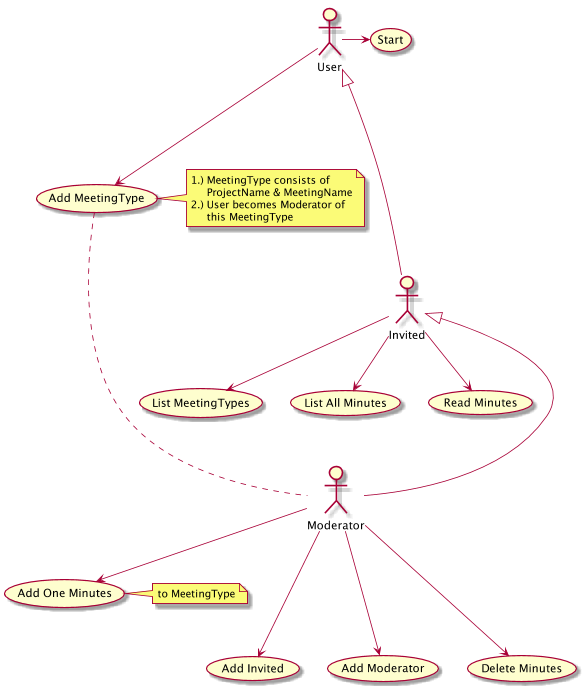 Start
User
1.) MeetingType consists of
ProjectName & MeetingName
2.) User becomes Moderator of
this MeetingType
Add MeetingType
Invited
List MeetingTypes
List All Minutes
Read Minutes
Moderator
Add One Minutes
to MeetingType
Add Invited
Add Moderator
Delete Minutes